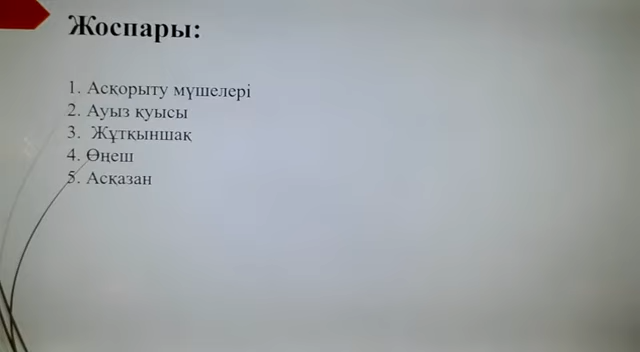 Жоспары:
1. Асқорыту мүшелері
2. Ауыз қуысы
3. Жұтқыншақ
4. Өңеш
5. Асқазан